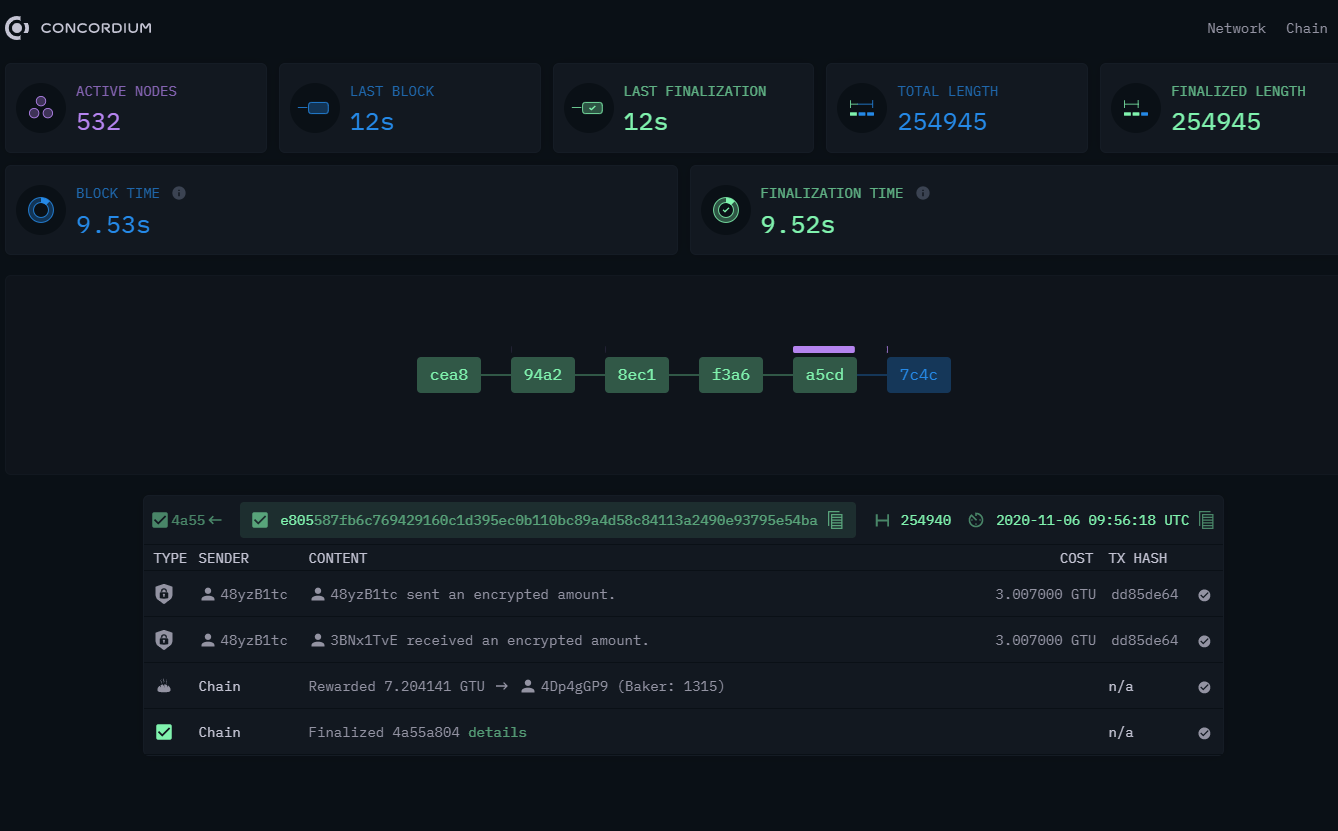 CONCORDIUM
Network Chain
ACTIVE NODES
532
LAST BLOCK
12s
LAST FINALIZATION
12s
TOTAL LENGTH
254945
FINALIZED LENGTH
254945
BLOCK TIME
9.53s
FINALIZATION TIME
9.52s
cea8 94a2 8ec1 f3a6 a5cd 7c4c
4a55 e805587fb6c769429160c1d395ec0b110bc89a4d58c84113a2490e93795e54ba 254940 2020-11-06 09:56:18 UTC
TYPE SENDER CONTENT COST TX HASH
48yzB1tc 48yzB1tc sent an encrypted amount. 3.007000 GTU dd85de64
48yzB1tc 3BNx1TvE received an encrypted amount. 3.007000 GTU dd85de64
Chain Rewarded 7.204141 GTU → 4Dp4gGP9 (Baker: 1315) n/a
Chain Finalized 4a55a804 details n/a